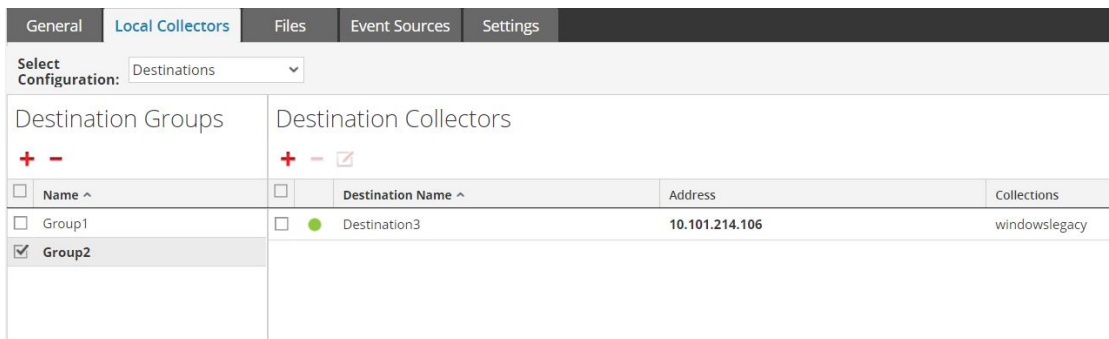 General Local Collectors Files Event Sources Settings
Select
Configuration: Destinations
Destination Groups Destination Collectors
Name Destination Name Address Collections
Group1 Destination3 10.101.214.106 windowslegacy
Group2